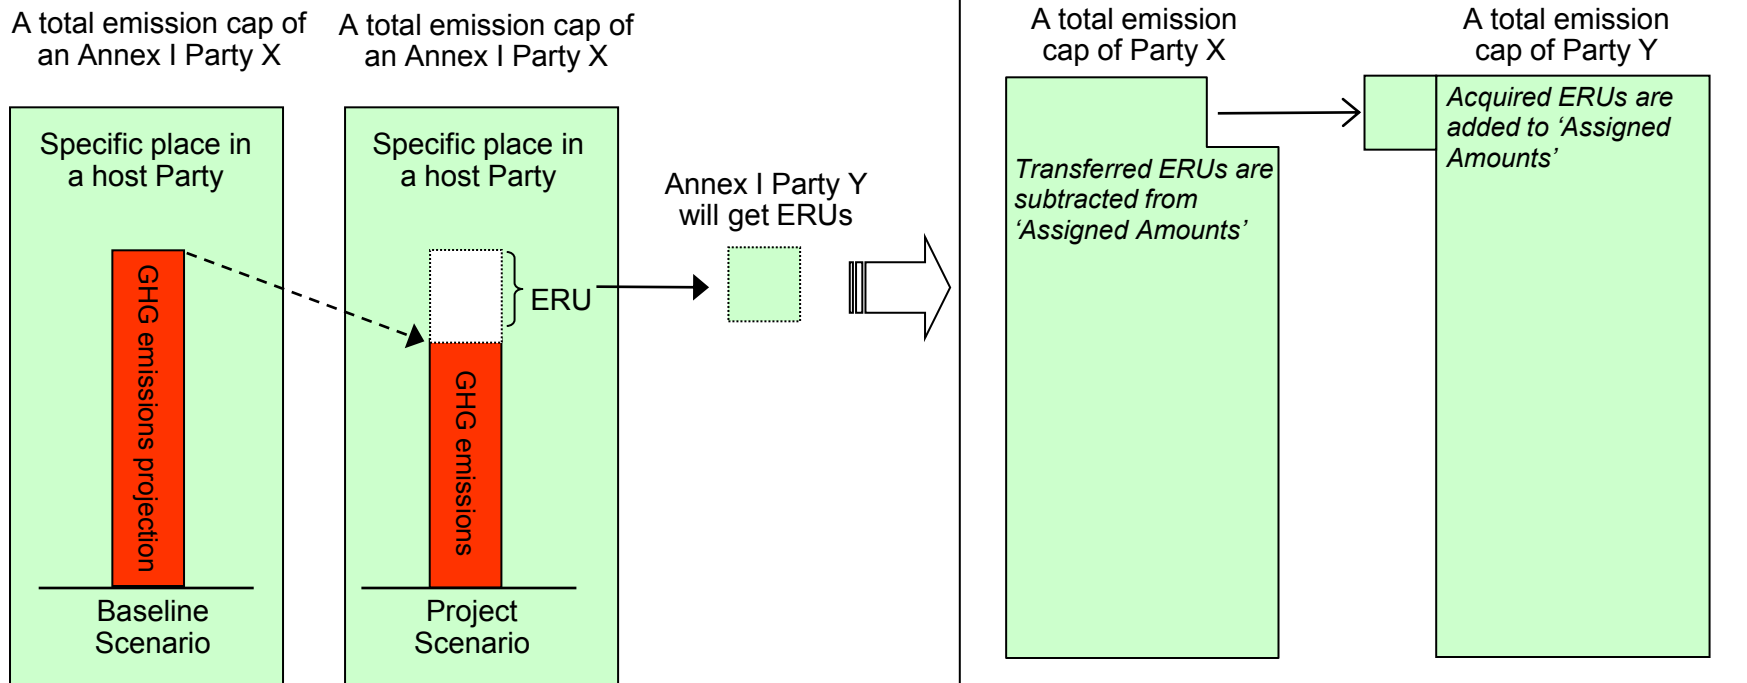 A total emission cap of
an Annex I Party X
Specific place in
a host Party
GHG emissions projection
Baseline
Scenario
A total emission cap of
an Annex I Party X
Specific place in
a host Party
ERU
GHG emissions
Project
Scenario
Annex I Party Y
will get ERUs
A total emission
cap of Party X
Transferred ERUs are
subtracted from
‘Assigned Amounts’
A total emission
cap of Party Y
Acquired ERUs are
added to ‘Assigned
Amounts’